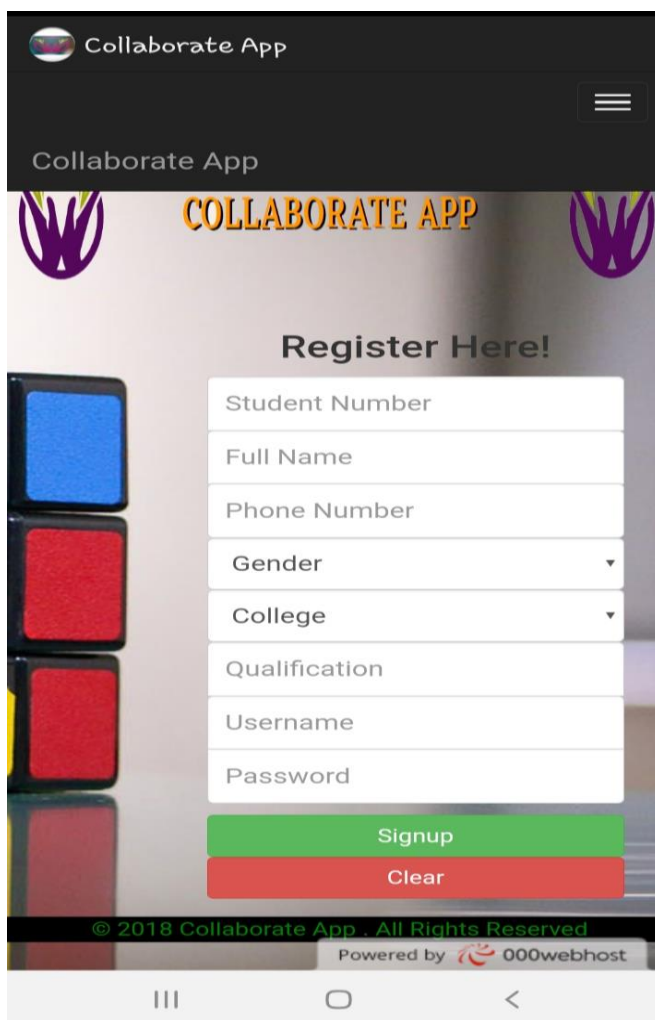 Collaborate App
Collaborate App
COLLABORATE APP
Register Here!
Student Number
Full Name
Phone Number
Gender
College
Qualification
Username
Password
Signup
Clear
© 2018 Collaborate App . All Rights Reserved
Powered by 000webhost